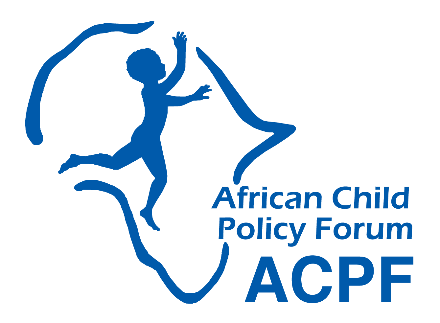 African Child
Policy Forum
ACPF